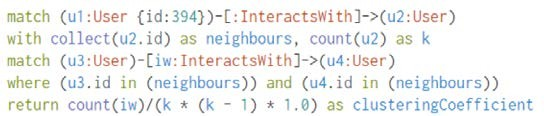 match (u1:User {id:394})-[:InteractsWith]->(u2:User)
with collect(u2.id) as neighbours, count(u2) as k
match (u3:User)-[iw:InteractsWith]->(u4:User)
where (u3.id in (neighbours)) and (u4.id in (neighbours))
return count(iw)/(k * (k - 1) * 1.0) as clusteringCoefficient